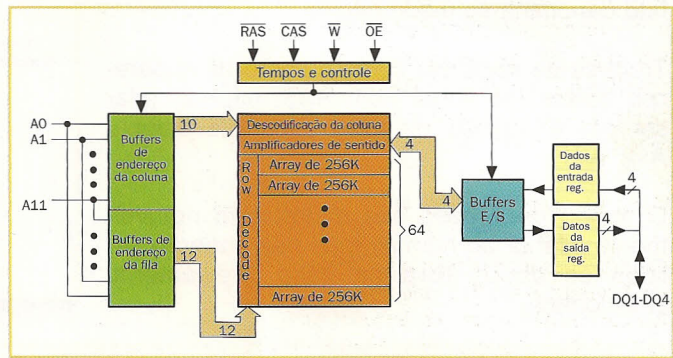 RAS CAS W OE
Tempos e controle
A0
A1
A11
Buffers
de
endereço
da coluna
Buffers de
endereço
da fila
10
12
12
Descodificação da coluna
Amplificadores de sentido
Row Decode
Array de 256K
Array de 256K
Array de 256K
64
4
4
Buffers
E/S
Dados
da
entrada
reg.
4
Datos
da
saída
reg.
4
DQ1-DQ4